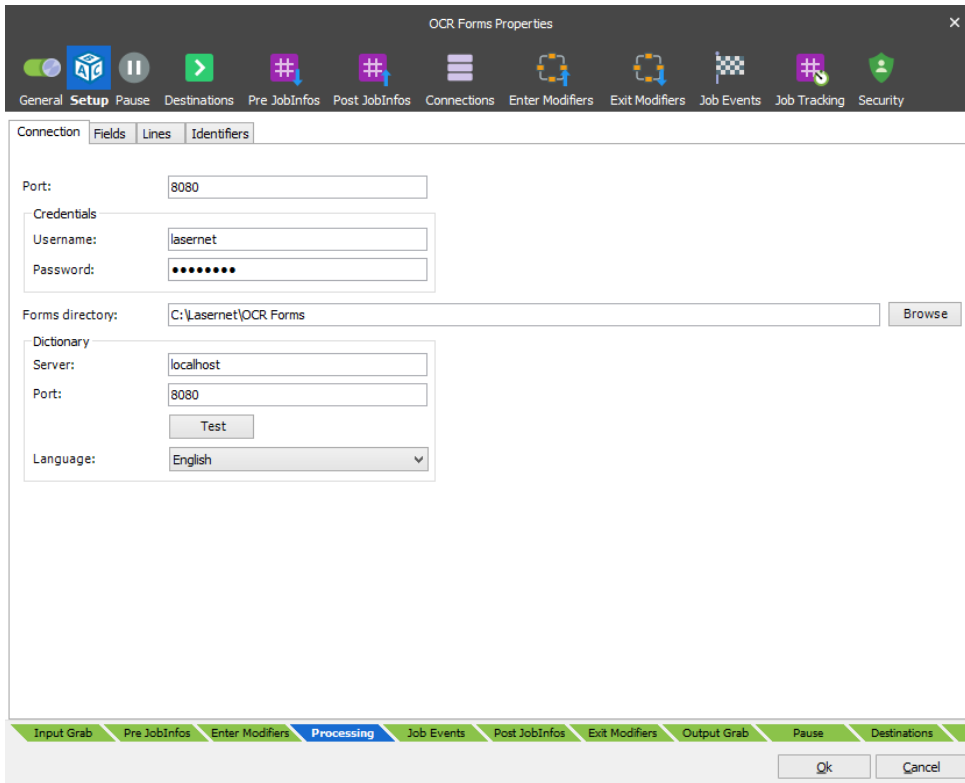 OCR Forms Properties
General Setup Pause Destinations Pre JobInfos Post JobInfos Connections Enter Modifiers Exit Modifiers Job Events Job Tracking Security
Connection Fields Lines Identifiers
Port: 8080
Credentials
Username: lasernet
Password: ••••••••
Forms directory: C:\Lasernet\OCR Forms Browse
Dictionary
Server: localhost
Port: 8080
Test
Language: English
Input Grab Pre JobInfos Enter Modifiers Processing Job Events Post JobInfos Exit Modifiers Output Grab Pause Destinations
Ok Cancel